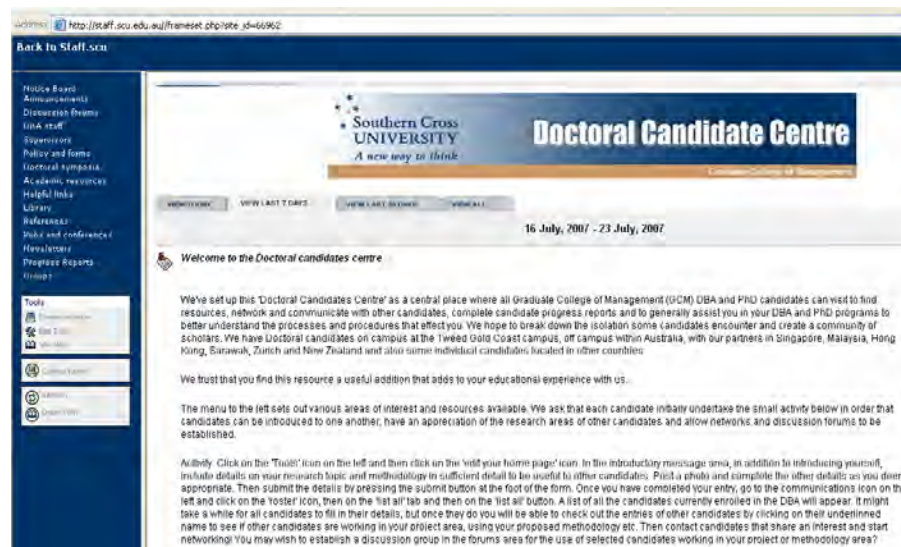 Address http://staff.scu.edu.au//frameset.php?site_id=66962
Back to Staff.scu
Notice Board
Announcements
Discussion forums
DBA staff
Supervisors
Policy and forms
Doctoral symposia
Academic resources
Helpful links
Library
References
Pubs and conferences
Newsletters
Progress Reports
Groups
Tools
Southern Cross
UNIVERSITY
A new way to think
Doctoral Candidate Centre
Graduate College of Management
VIEW TODAY VIEW LAST 7 DAYS VIEW LAST 30 DAYS VIEW ALL
16 July, 2007 - 23 July, 2007
Welcome to the Doctoral candidates centre
We've set up this 'Doctoral Candidates Centre' as a central place where all Graduate College of Management (GCM) DBA and PhD candidates can visit to find
resources, network and communicate with other candidates, complete candidate progress reports and to generally assist you in your DBA and PhD programs to
better understand the processes and procedures that effect you. We hope to break down the isolation some candidates encounter and create a community of
scholars. We have Doctoral candidates on campus at the Tweed Gold Coast campus, off campus within Australia, with our partners in Singapore, Malaysia, Hong
Kong, Sarawak, Zurich and New Zealand and also some individual candidates located in other countries.
We trust that you find this resource a useful addition that adds to your educational experience with us.
The menu to the left sets out various areas of interest and resources available. We ask that each candidate initially undertake the small activity below in order that
candidates can be introduced to one another, have an appreciation of the research areas of other candidates and allow networks and discussion forums to be
established.
Activity. Click on the 'Tools' icon on the left and then click on the 'edit your home page' icon. In the introductory message area, in addition to introducing yourself,
include details on your research topic and methodology in sufficient detail to be useful to other candidates. Post a photo and complete the other details as you deem
appropriate. Then submit the details by pressing the submit button at the foot of the form. Once you have completed your entry, go to the communications icon on the
left and click on the 'roster' icon, then on the 'list all' tab and then on the 'list all' button. A list of all the candidates currently enrolled in the DBA will appear. It might
take a while for all candidates to fill in their details, but once they do you will be able to check out the entries of other candidates by clicking on their underlinned
name to see if other candidates are working in your project area, using your proposed methodology etc. Then contact candidates that share an interest and start
networking! You may wish to establish a discussion group in the forums area for the use of selected candidates working in your project or methodology area?